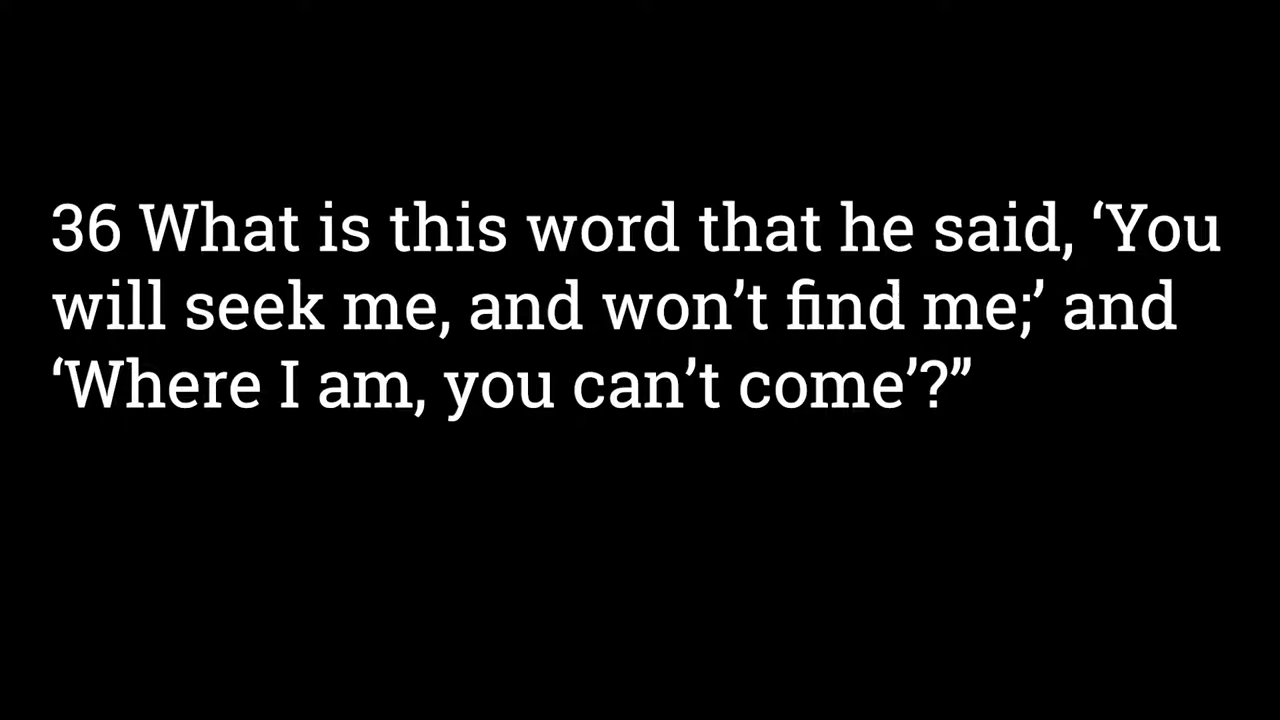 36 What is this word that he said, ‘You
will seek me, and won’t find me;’ and
‘Where I am, you can’t come’?”